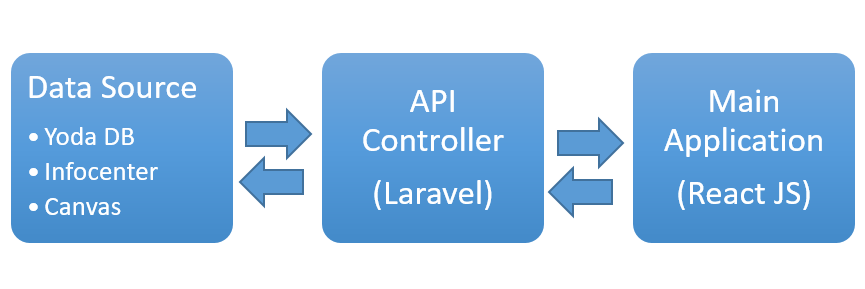 Data Source
• Yoda DB
• Infocenter
• Canvas
API
Controller
(Laravel)
Main
Application
(React JS)